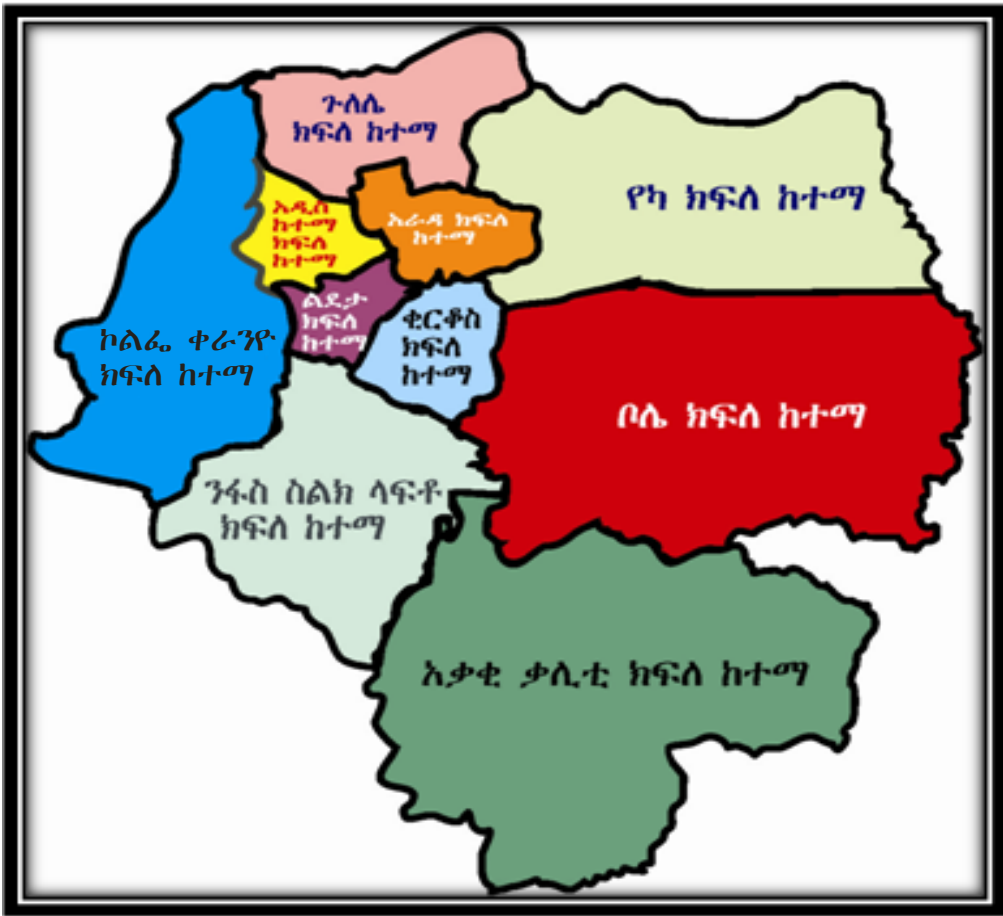 ጉለሌ
ክፍለ ከተማ
የካ ክፍለ ከተማ
አዲስ
ከተማ
ክፍለ
ከተማ
አራዳ ክፍለ
ከተማ
ልደታ
ክፍለ
ከተማ
ቂርቆስ
ክፍለ
ከተማ
ኮልፌ ቀራንዮ
ክፍለ ከተማ
ቦሌ ክፍለ ከተማ
ንፋስ ስልክ ላፍቶ
ክፍለ ከተማ
አቃቂ ቃሊቲ ክፍለ ከተማ